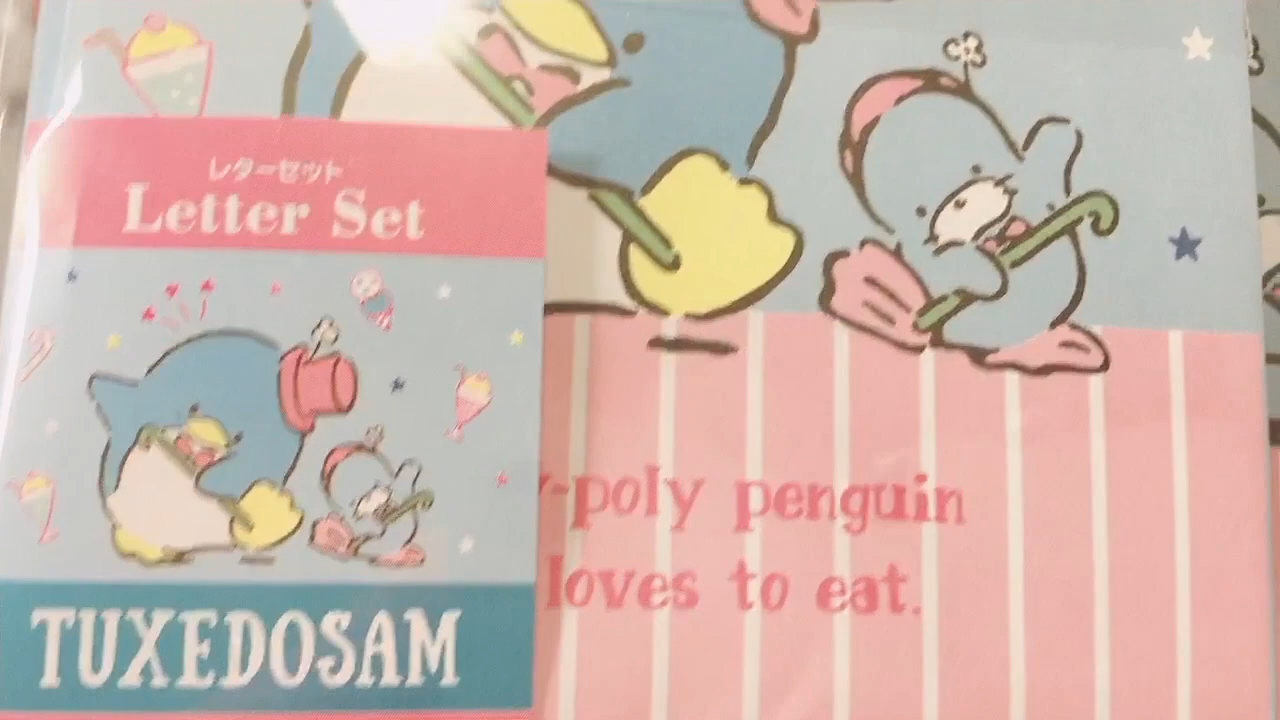 レターセット
Letter Set
TUXEDOSAM
-poly penguin
loves to eat.